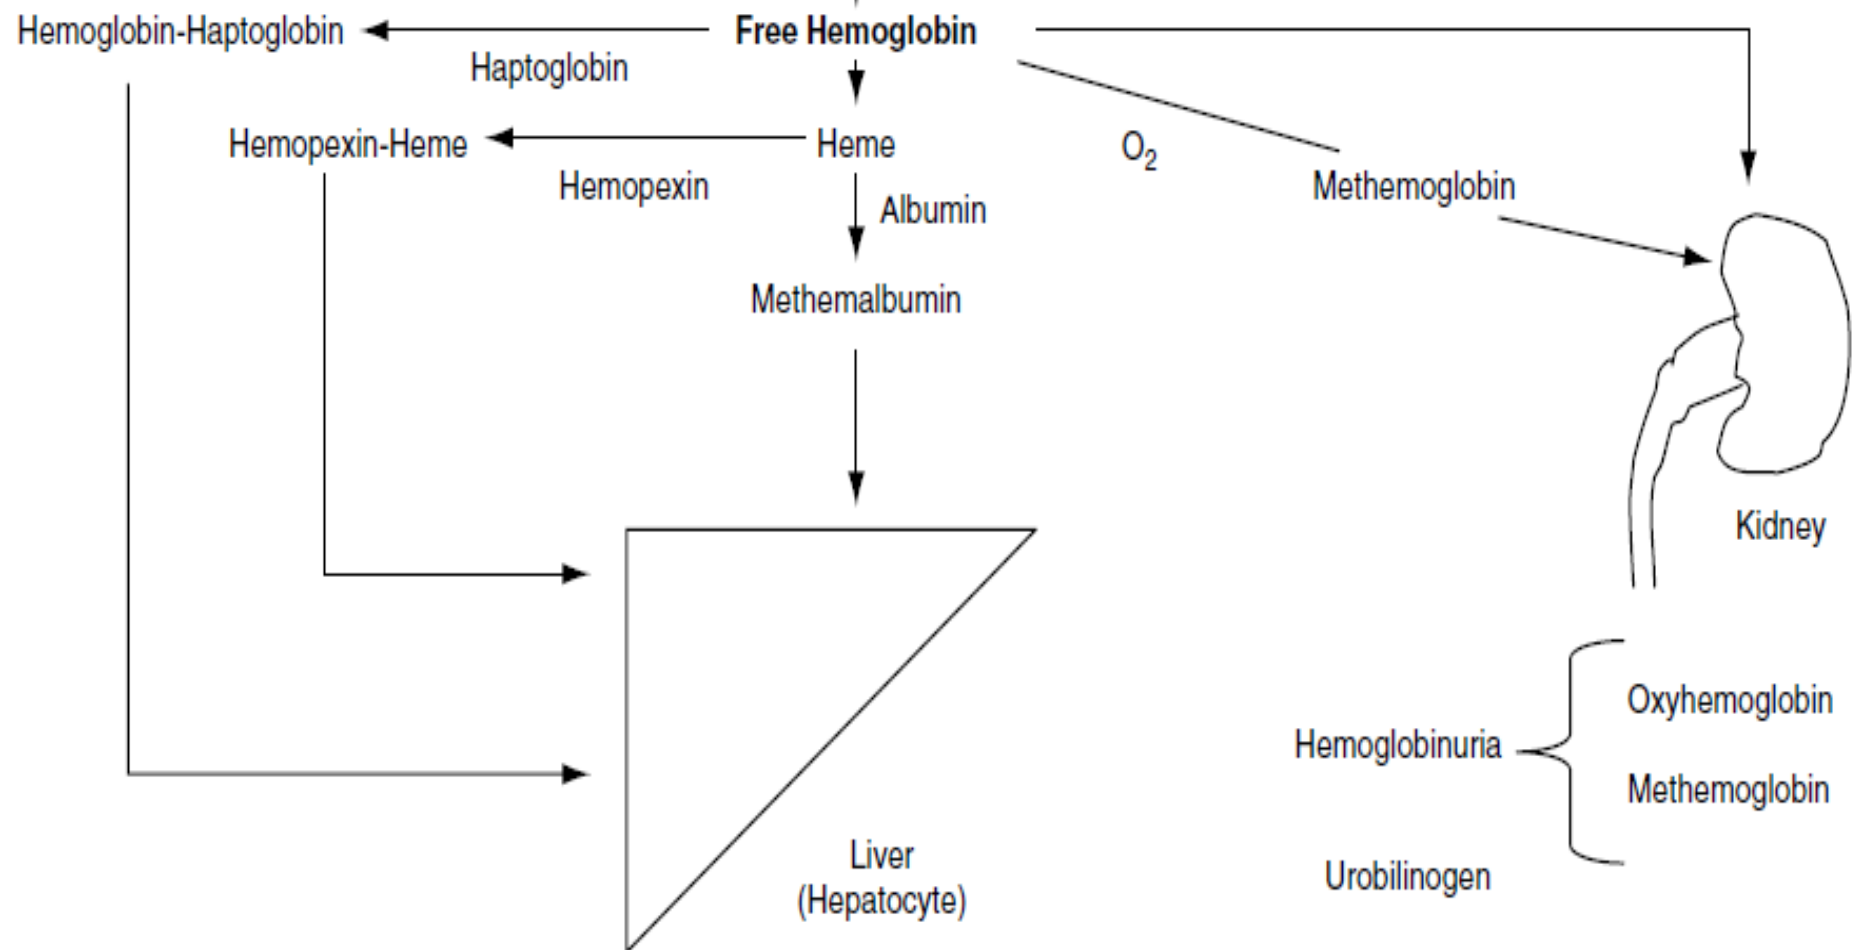 Hemoglobin-Haptoglobin
Free Hemoglobin
Haptoglobin
Hemopexin-Heme
Heme
O2
Hemopexin
Methemoglobin
Albumin
Methemalbumin
Kidney
Oxyhemoglobin
Hemoglobinuria
Methemoglobin
Liver
(Hepatocyte)
Urobilinogen